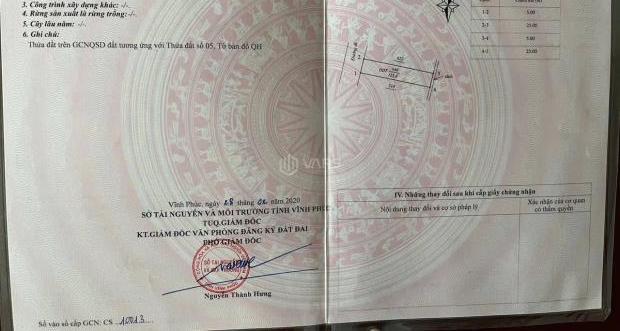 3. Công trình xây dựng khác: -/-.
4. Rừng sản xuất là rừng trồng: -/-.
5. Cây lâu năm: -/-
6. Ghi chú:
Thửa đất trên GCNQSD đất tương ứng với Thửa đất số 05, Tờ bản đồ QH
1-2 5.00
2-3 25.00
3-4 5.00
4-1 25.00
VARS
Vĩnh Phúc, ngày 28 tháng 02 năm 2020
SỞ TÀI NGUYÊN VÀ MÔI TRƯỜNG TỈNH VĨNH PHÚC
TUQ.GIÁM ĐỐC
KT.GIÁM ĐỐC VĂN PHÒNG ĐĂNG KÝ ĐẤT ĐAI
PHÓ GIÁM ĐỐC
Nguyễn Thành Hưng
Số vào sổ cấp GCN: CS 10013
IV. Những thay đổi sau khi cấp giấy chứng nhận
Nội dung thay đổi và cơ sở pháp lý
Xác nhận của cơ quan
có thẩm quyền